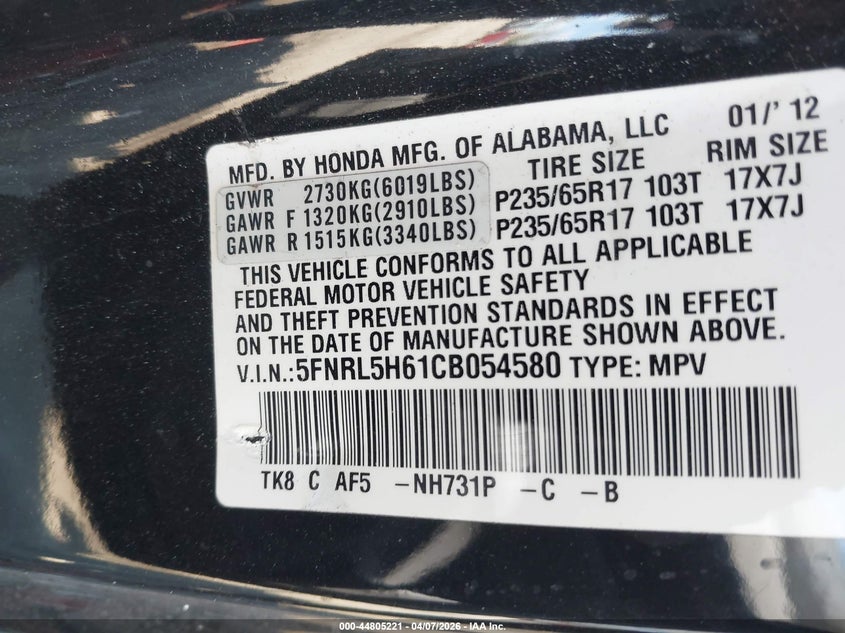 MFD. BY HONDA MFG. OF ALABAMA, LLC 01/' 12
TIRE SIZE RIM SIZE
GVWR 2730KG(6019LBS)
GAWR F 1320KG(2910LBS) P235/65R17 103T 17X7J
GAWR R 1515KG(3340LBS) P235/65R17 103T 17X7J
THIS VEHICLE CONFORMS TO ALL APPLICABLE
FEDERAL MOTOR VEHICLE SAFETY
AND THEFT PREVENTION STANDARDS IN EFFECT
ON THE DATE OF MANUFACTURE SHOWN ABOVE.
V.I.N.:5FNRL5H61CB054580 TYPE: MPV
TK8 C AF5 -NH731P -C -B
000-44805221 - 04/07/2026 - IAA Inc.